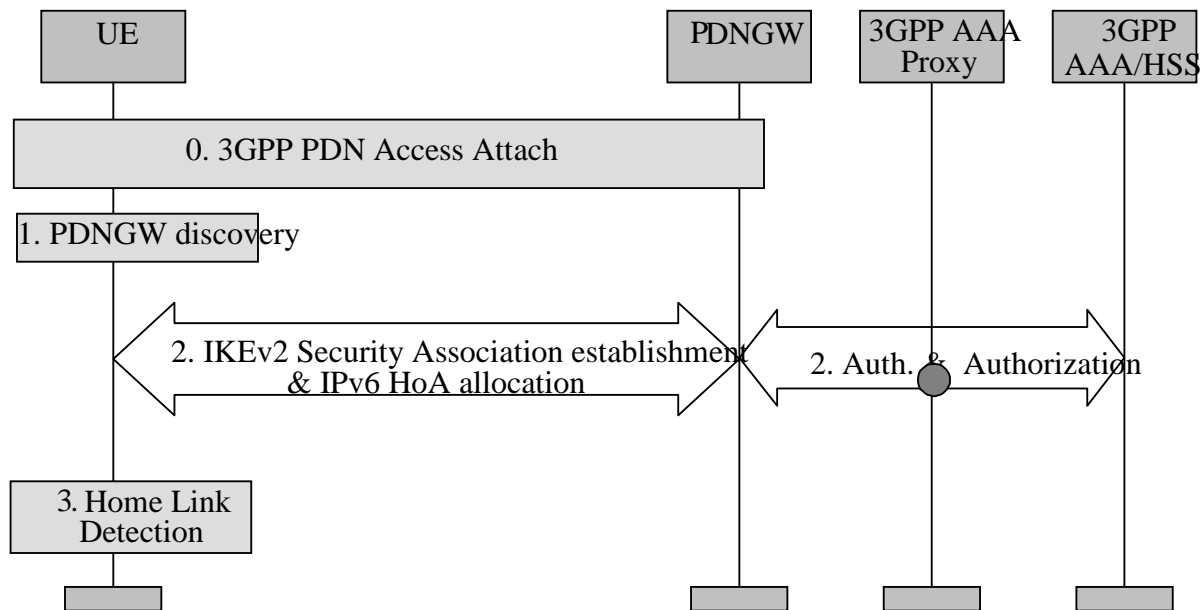 UE
PDNGW
3GPP AAA
Proxy
3GPP
AAA/HSS
0. 3GPP PDN Access Attach
1. PDNGW discovery
2. IKEv2 Security Association establishment
& IPv6 HoA allocation
2. Auth. & Authorization
3. Home Link
Detection